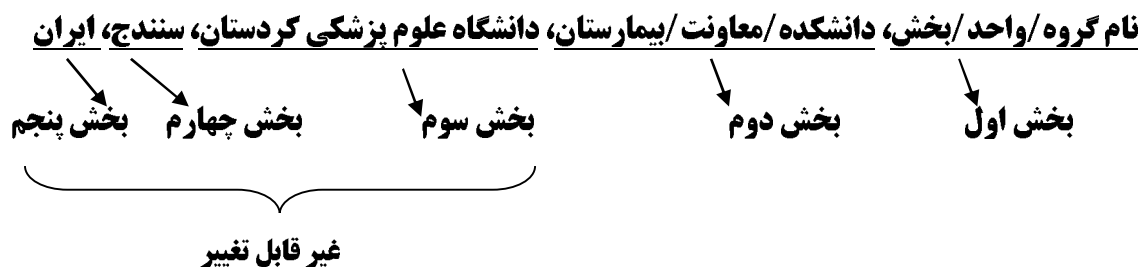 نام گروه/واحد/بخش، دانشکده/معاونت/بیمارستان، دانشگاه علوم پزشکی کردستان، سنندج، ایران
بخش اول بخش دوم بخش سوم بخش چهارم بخش پنجم
غیر قابل تغییر